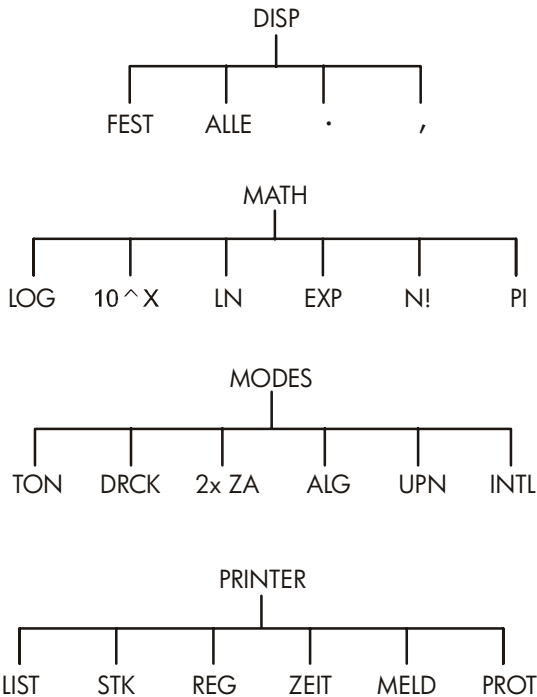 DISP
FEST ALLE . ,
MATH
LOG 10^X LN EXP N! PI
MODES
TON DRCK 2x ZA ALG UPN INTL
PRINTER
LIST STK REG ZEIT MELD PROT